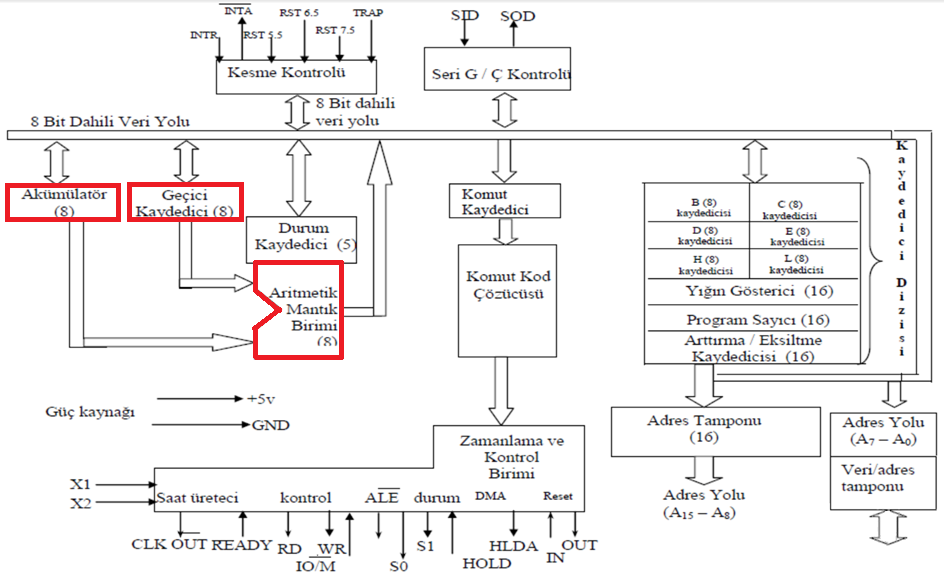 INTR
INTA
RST 5.5
RST 6.5
RST 7.5
TRAP
SID
SOD
Kesme Kontrolü
Seri G / Ç Kontrolü
8 Bit Dahili Veri Yolu
8 Bit dahili
veri yolu
Akümülatör
(8)
Geçici
Kaydedici (8)
Durum
Kaydedici (5)
Aritmetik
Mantık
Birimi
(8)
Komut
Kaydedici
Komut Kod
Çözücüsü
B (8)
kaydedicisi
C (8)
kaydedicisi
D (8)
kaydedicisi
E (8)
kaydedicisi
H (8)
kaydedicisi
L (8)
kaydedicisi
Yığın Gösterici (16)
Program Sayıcı (16)
Arttırma / Eksiltme
Kaydedicisi (16)
Kaydedici Dizisi
Güç kaynağı
+5v
GND
Adres Tamponu
(16)
Adres Yolu
(A7 – A0)
Veri/adres
tamponu
Adres Yolu
(A15 – A8)
Zamanlama ve
Kontrol
Birimi
X1
X2
Saat üreteci
kontrol
ALE
durum
DMA
Reset
CLK OUT
READY
RD
WR
IO/M
S0
S1
HOLD
HLDA
IN
OUT